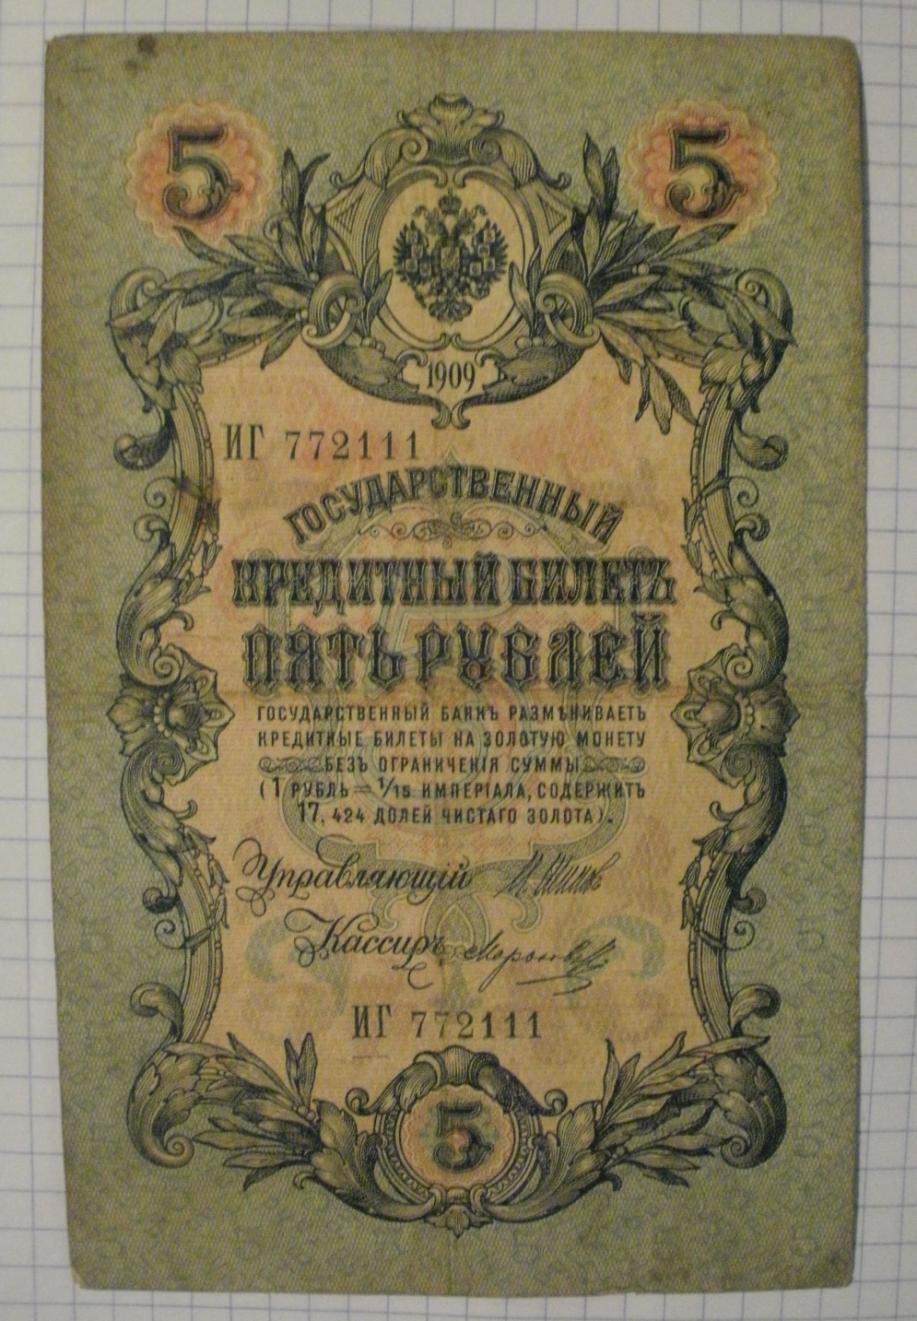 5 5
1909
ИГ 772111
ГОСУДАРСТВЕННЫЙ
КРЕДИТНЫЙ БИЛЕТЪ
ПЯТЬ РУБЛЕЙ
ГОСУДАРСТВЕННЫЙ БАНКЪ РАЗМѢНИВАЕТЪ
КРЕДИТНЫЕ БИЛЕТЫ НА ЗОЛОТУЮ МОНЕТУ
БЕЗЪ ОГРАНИЧЕНІЯ СУММЫ
(1 РУБЛЬ = 1/15 ИМПЕРІАЛА, СОДЕРЖИТЪ
17,424 ДОЛЕЙ ЧИСТАГО ЗОЛОТА).
Управляющій
Кассиръ
ИГ 772111
5